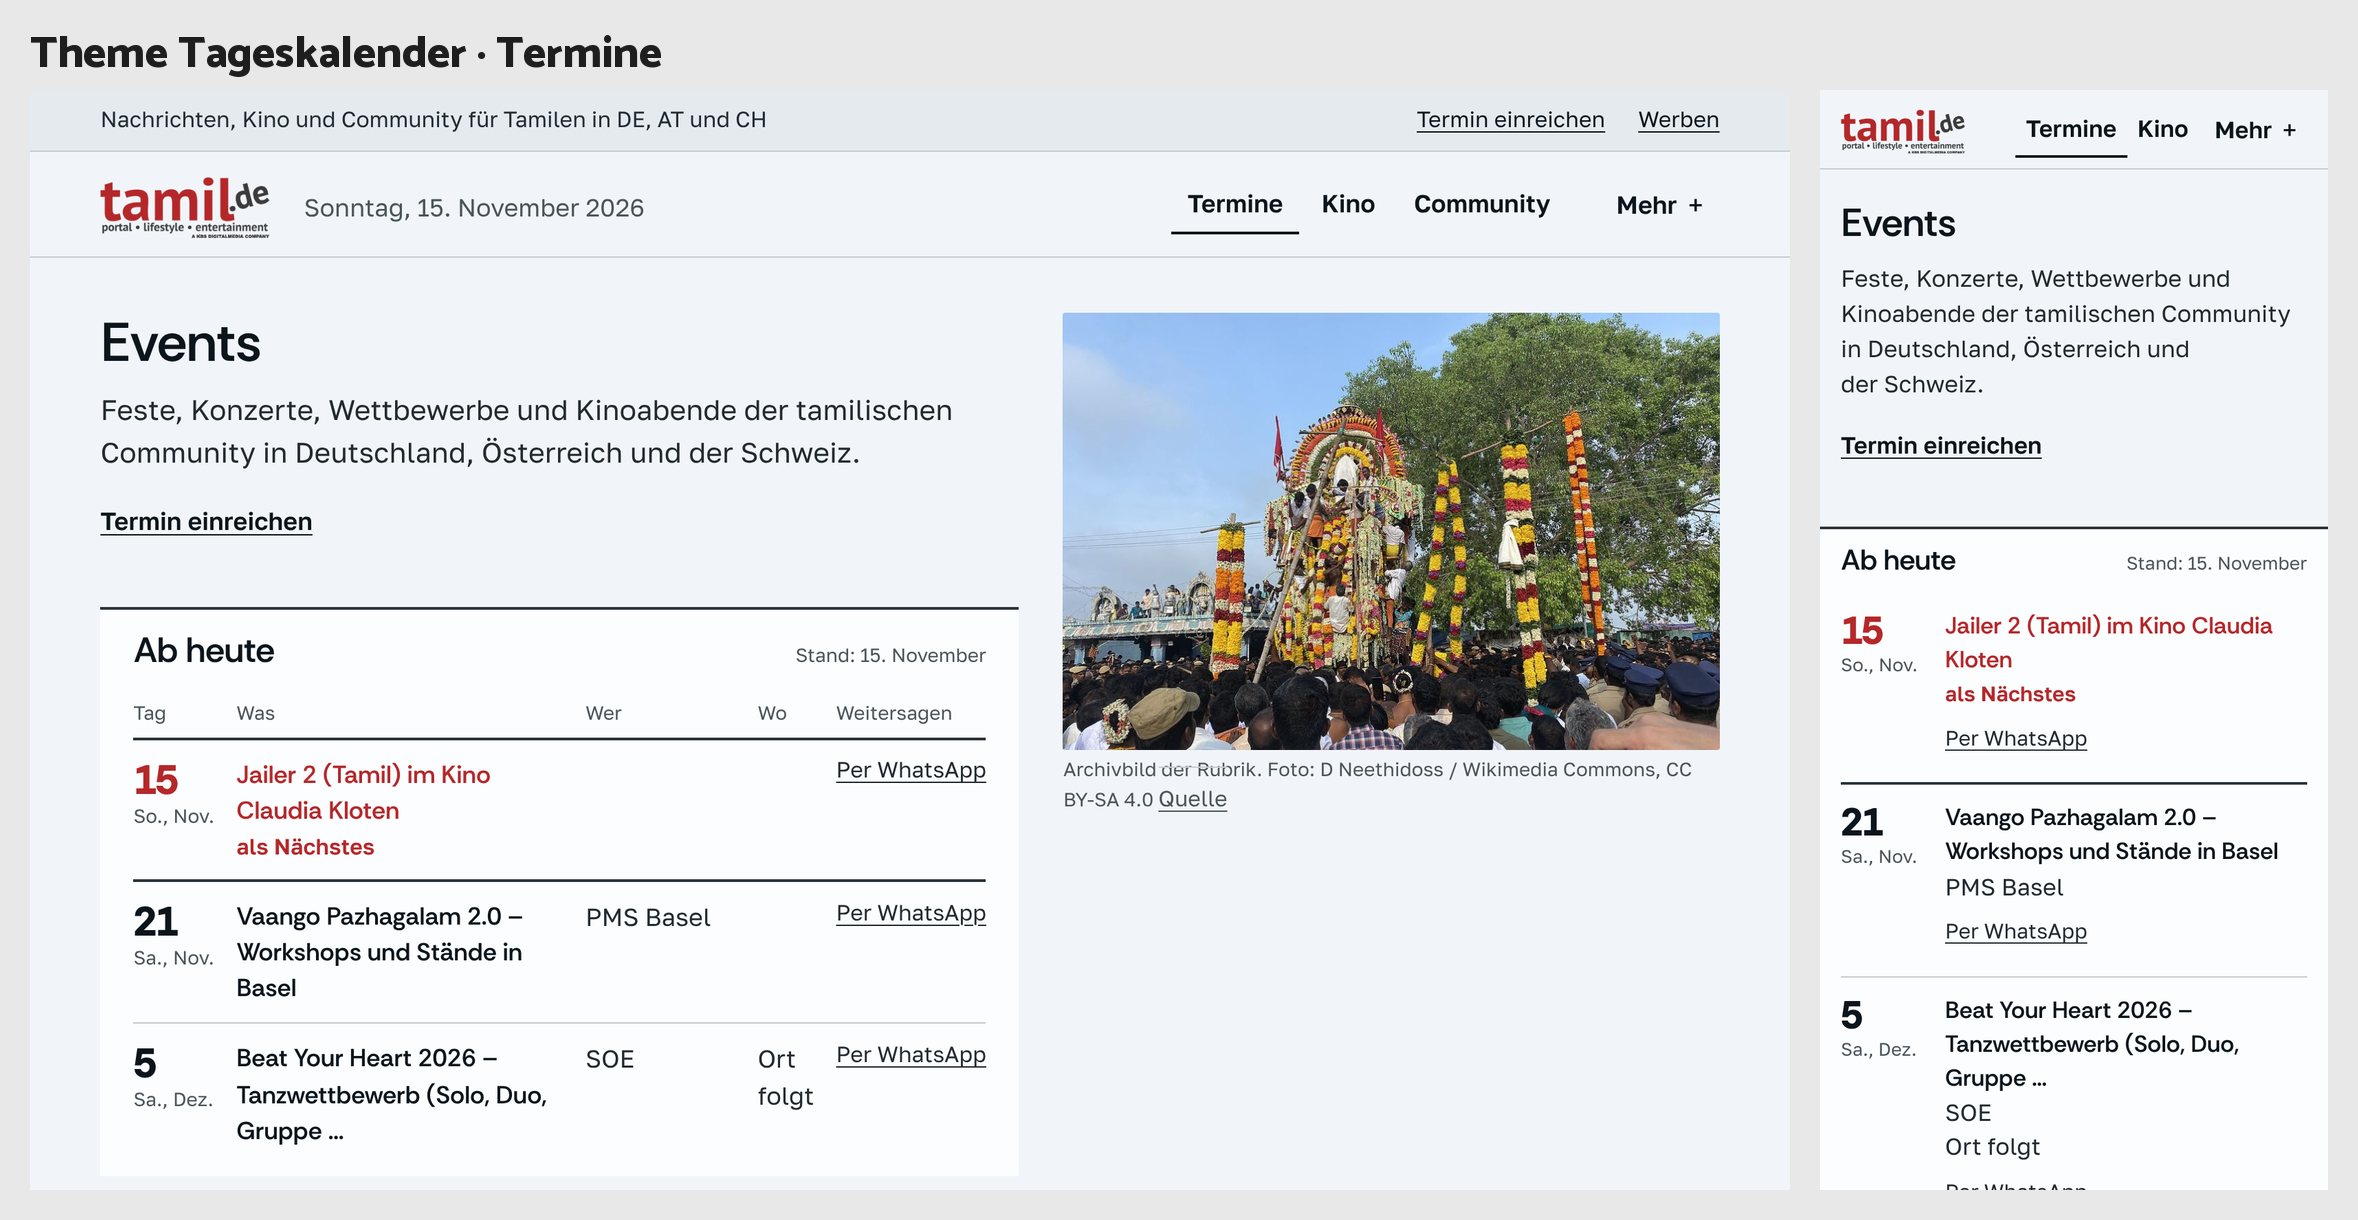 Theme Tageskalender · Termine
Nachrichten, Kino und Community für Tamilen in DE, AT und CH
Termin einreichen
Werben
tamil.de
portal • lifestyle • entertainment
A KBS DIGITALMEDIA COMPANY
Sonntag, 15. November 2026
Termine
Kino
Community
Mehr +
Events
Feste, Konzerte, Wettbewerbe und Kinoabende der tamilischen
Community in Deutschland, Österreich und der Schweiz.
Termin einreichen
Ab heute
Stand: 15. November
Tag Was Wer Wo Weitersagen
15
So., Nov.
Jailer 2 (Tamil) im Kino
Claudia Kloten
als Nächstes
Per WhatsApp
21
Sa., Nov.
Vaango Pazhagalam 2.0 –
Workshops und Stände in
Basel
PMS Basel
Per WhatsApp
5
Sa., Dez.
Beat Your Heart 2026 –
Tanzwettbewerb (Solo, Duo,
Gruppe ...
SOE
Ort
folgt
Per WhatsApp
Archivbild der Rubrik. Foto: D Neethidoss / Wikimedia Commons, CC
BY-SA 4.0 Quelle
tamil.de
portal • lifestyle • entertainment
A KBS DIGITALMEDIA COMPANY
Termine
Kino
Mehr +
Events
Feste, Konzerte, Wettbewerbe und
Kinoabende der tamilischen Community
in Deutschland, Österreich und
der Schweiz.
Termin einreichen
Ab heute
Stand: 15. November
15
So., Nov.
Jailer 2 (Tamil) im Kino Claudia
Kloten
als Nächstes
Per WhatsApp
21
Sa., Nov.
Vaango Pazhagalam 2.0 –
Workshops und Stände in Basel
PMS Basel
Per WhatsApp
5
Sa., Dez.
Beat Your Heart 2026 –
Tanzwettbewerb (Solo, Duo,
Gruppe ...
SOE
Ort folgt
Per WhatsApp